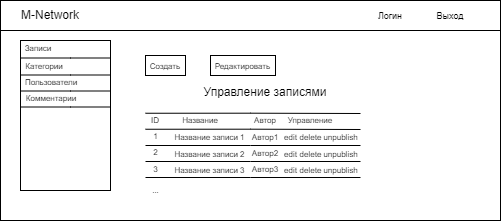 M-Network
Логин Выход
Записи
Категории
Пользователи
Комментарии
Создать Редактировать
Управление записями
ID Название Автор Управление
1 Название записи 1 Автор1 edit delete unpublish
2 Название записи 2 Автор2 edit delete unpublish
3 Название записи 3 Автор3 edit delete unpublish
...